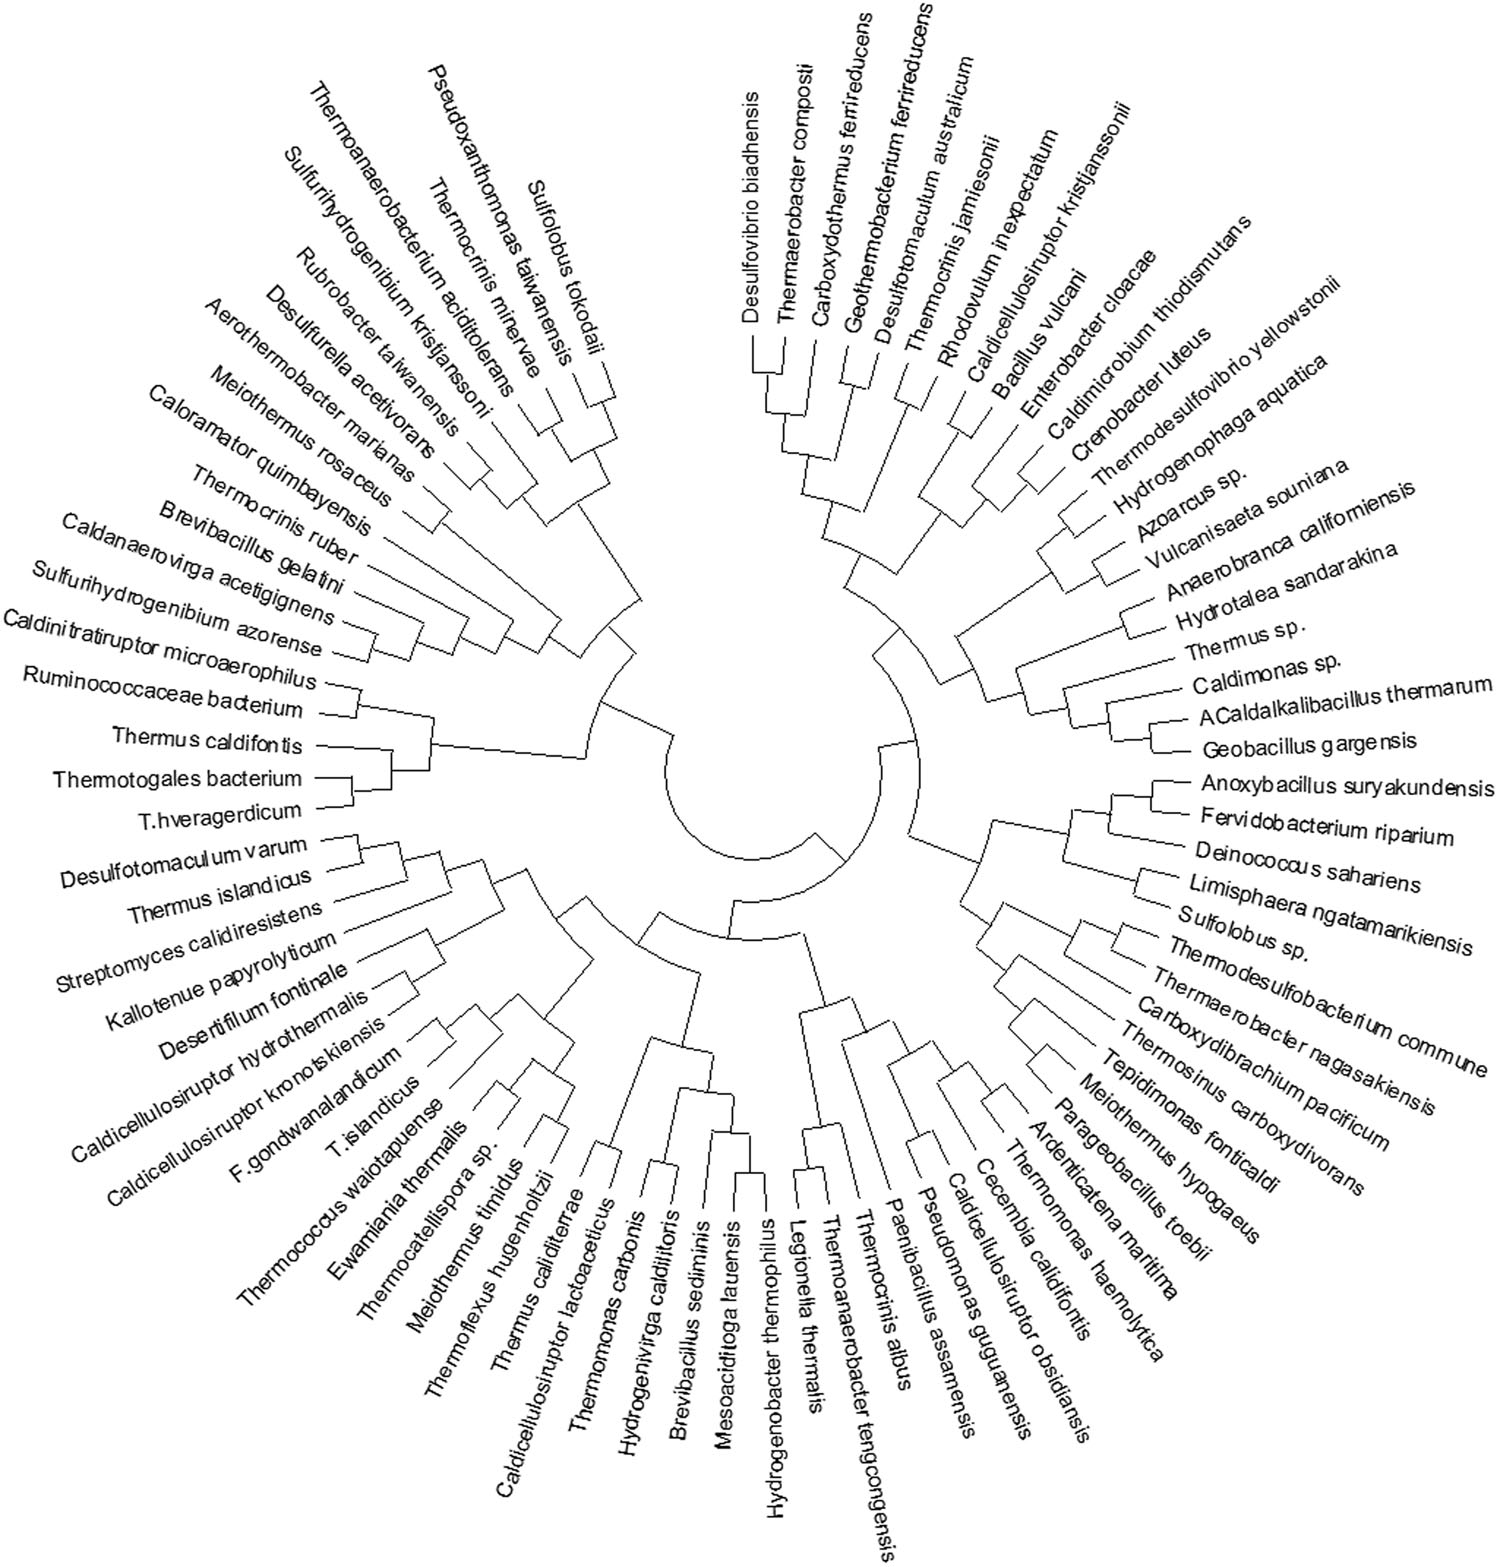 Desulfovibrio biadhensis
Thermaerobacter composti
Carboxydothermus ferrireducens
Geothermobacterium ferrireducens
Desulfotomaculum australicum
Thermocrinis jamiesonii
Rhodovulum inexpectatum
Caldicellulosiruptor kristjanssonii
Bacillus vulcani
Enterobacter cloacae
Caldimicrobium thiodismutans
Crenobacter luteus
Thermodesulfovibrio yellowstonii
Hydrogenophaga aquatica
Azoarcus sp.
Vulcanisaeta souniana
Anaerobranca californiensis
Hydrotalea sandarakina
Thermus sp.
Caldimonas sp.
ACaldalkalibacillus thermarum
Geobacillus gargensis
Anoxybacillus suryakundensis
Fervidobacterium riparium
Deinococcus sahariens
Limisphaera ngatamarikiensis
Sulfolobus sp.
Thermodesulfobacterium commune
Thermaerobacter nagasakiensis
Carboxydibrachium pacificum
Thermosinus carboxydivorans
Tepidimonas fonticaldi
Meiothermus hypogaeus
Parageobacillus toebii
Ardenticatena maritima
Thermomonas haemolytica
Cecembia calidifontis
Caldicellulosiruptor obsidiansis
Pseudomonas guguanensis
Paenibacillus assamensis
Thermocrinis albus
Thermoanaerobacter tengcongensis
Legionella thermalis
Hydrogenobacter thermophilus
Mesoaciditoga lauensis
Brevibacillus sediminis
Hydrogenivirga caldilitoris
Thermomonas carbonis
Caldicellulosiruptor lactoaceticus
Thermus caliditerrae
Thermoflexus hugenholtzii
Meiothermus timidus
Thermocatellispora sp.
Ewamiania thermalis
Thermococcus waiotapuense
T.islandicus
F.gondwanalandicum
Caldicellulosiruptor kronotskiensis
Caldicellulosiruptor hydrothermalis
Desertifilum fontinale
Kallotenue papyrolyticum
Streptomyces calidiresistens
Thermus islandicus
Desulfotomaculum varum
T.hveragerdicum
Thermotogales bacterium
Thermus caldifontis
Ruminococcaceae bacterium
Caldinitratiruptor microaerophilus
Sulfurihydrogenibium azorense
Caldanaerovirga acetigignens
Brevibacillus gelatini
Thermocrinis ruber
Caloramator quimbayensis
Meiothermus rosaceus
Aerothermobacter marianas
Desulfurella acetivorans
Rubrobacter taiwanensis
Sulfurihydrogenibium kristjanssoni
Thermoanaerobacterium aciditolerans
Thermocrinis minervae
Pseudoxanthomonas taiwanensis
Sulfolobus tokodaii